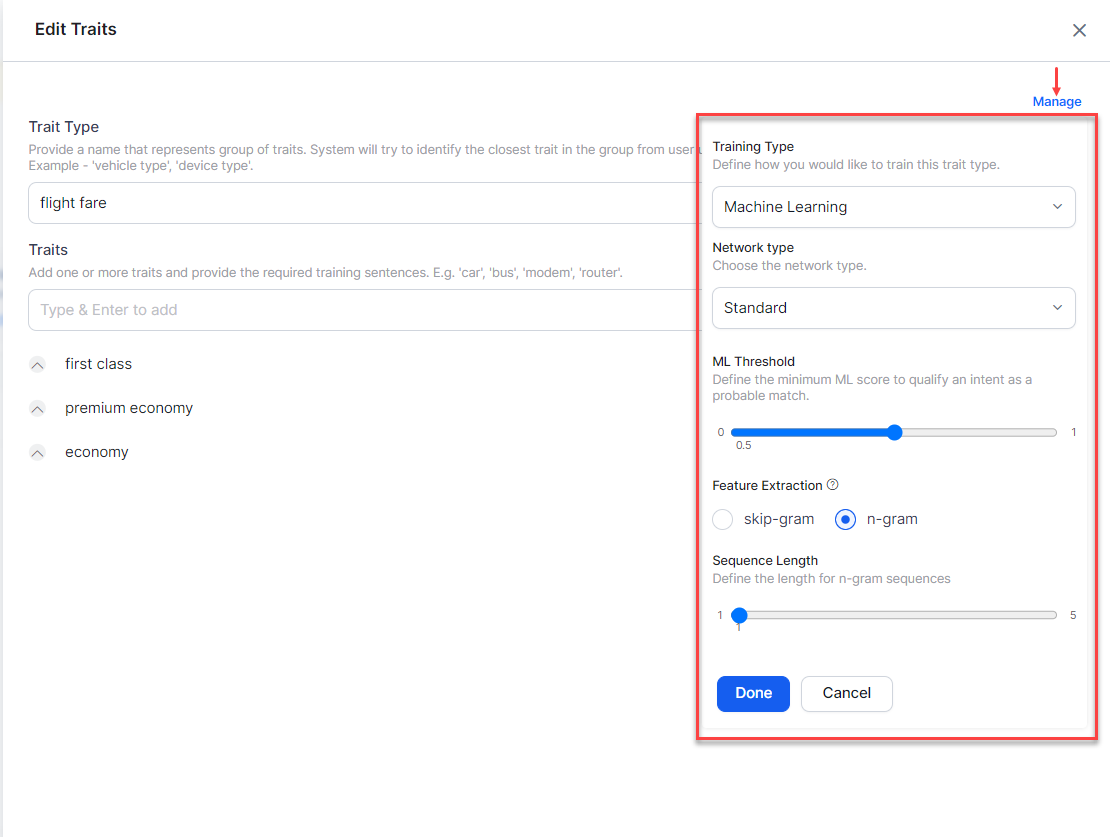 Edit Traits
Manage
Trait Type
Provide a name that represents group of traits. System will try to identify the closest trait in the group from user
Example - 'vehicle type', 'device type'.
flight fare
Traits
Add one or more traits and provide the required training sentences. E.g. 'car', 'bus', 'modem', 'router'.
Type & Enter to add
first class
premium economy
economy
Training Type
Define how you would like to train this trait type.
Machine Learning
Network type
Choose the network type.
Standard
ML Threshold
Define the minimum ML score to qualify an intent as a
probable match.
0 1
0.5
Feature Extraction ?
skip-gram n-gram
Sequence Length
Define the length for n-gram sequences
1 5
1
Done Cancel